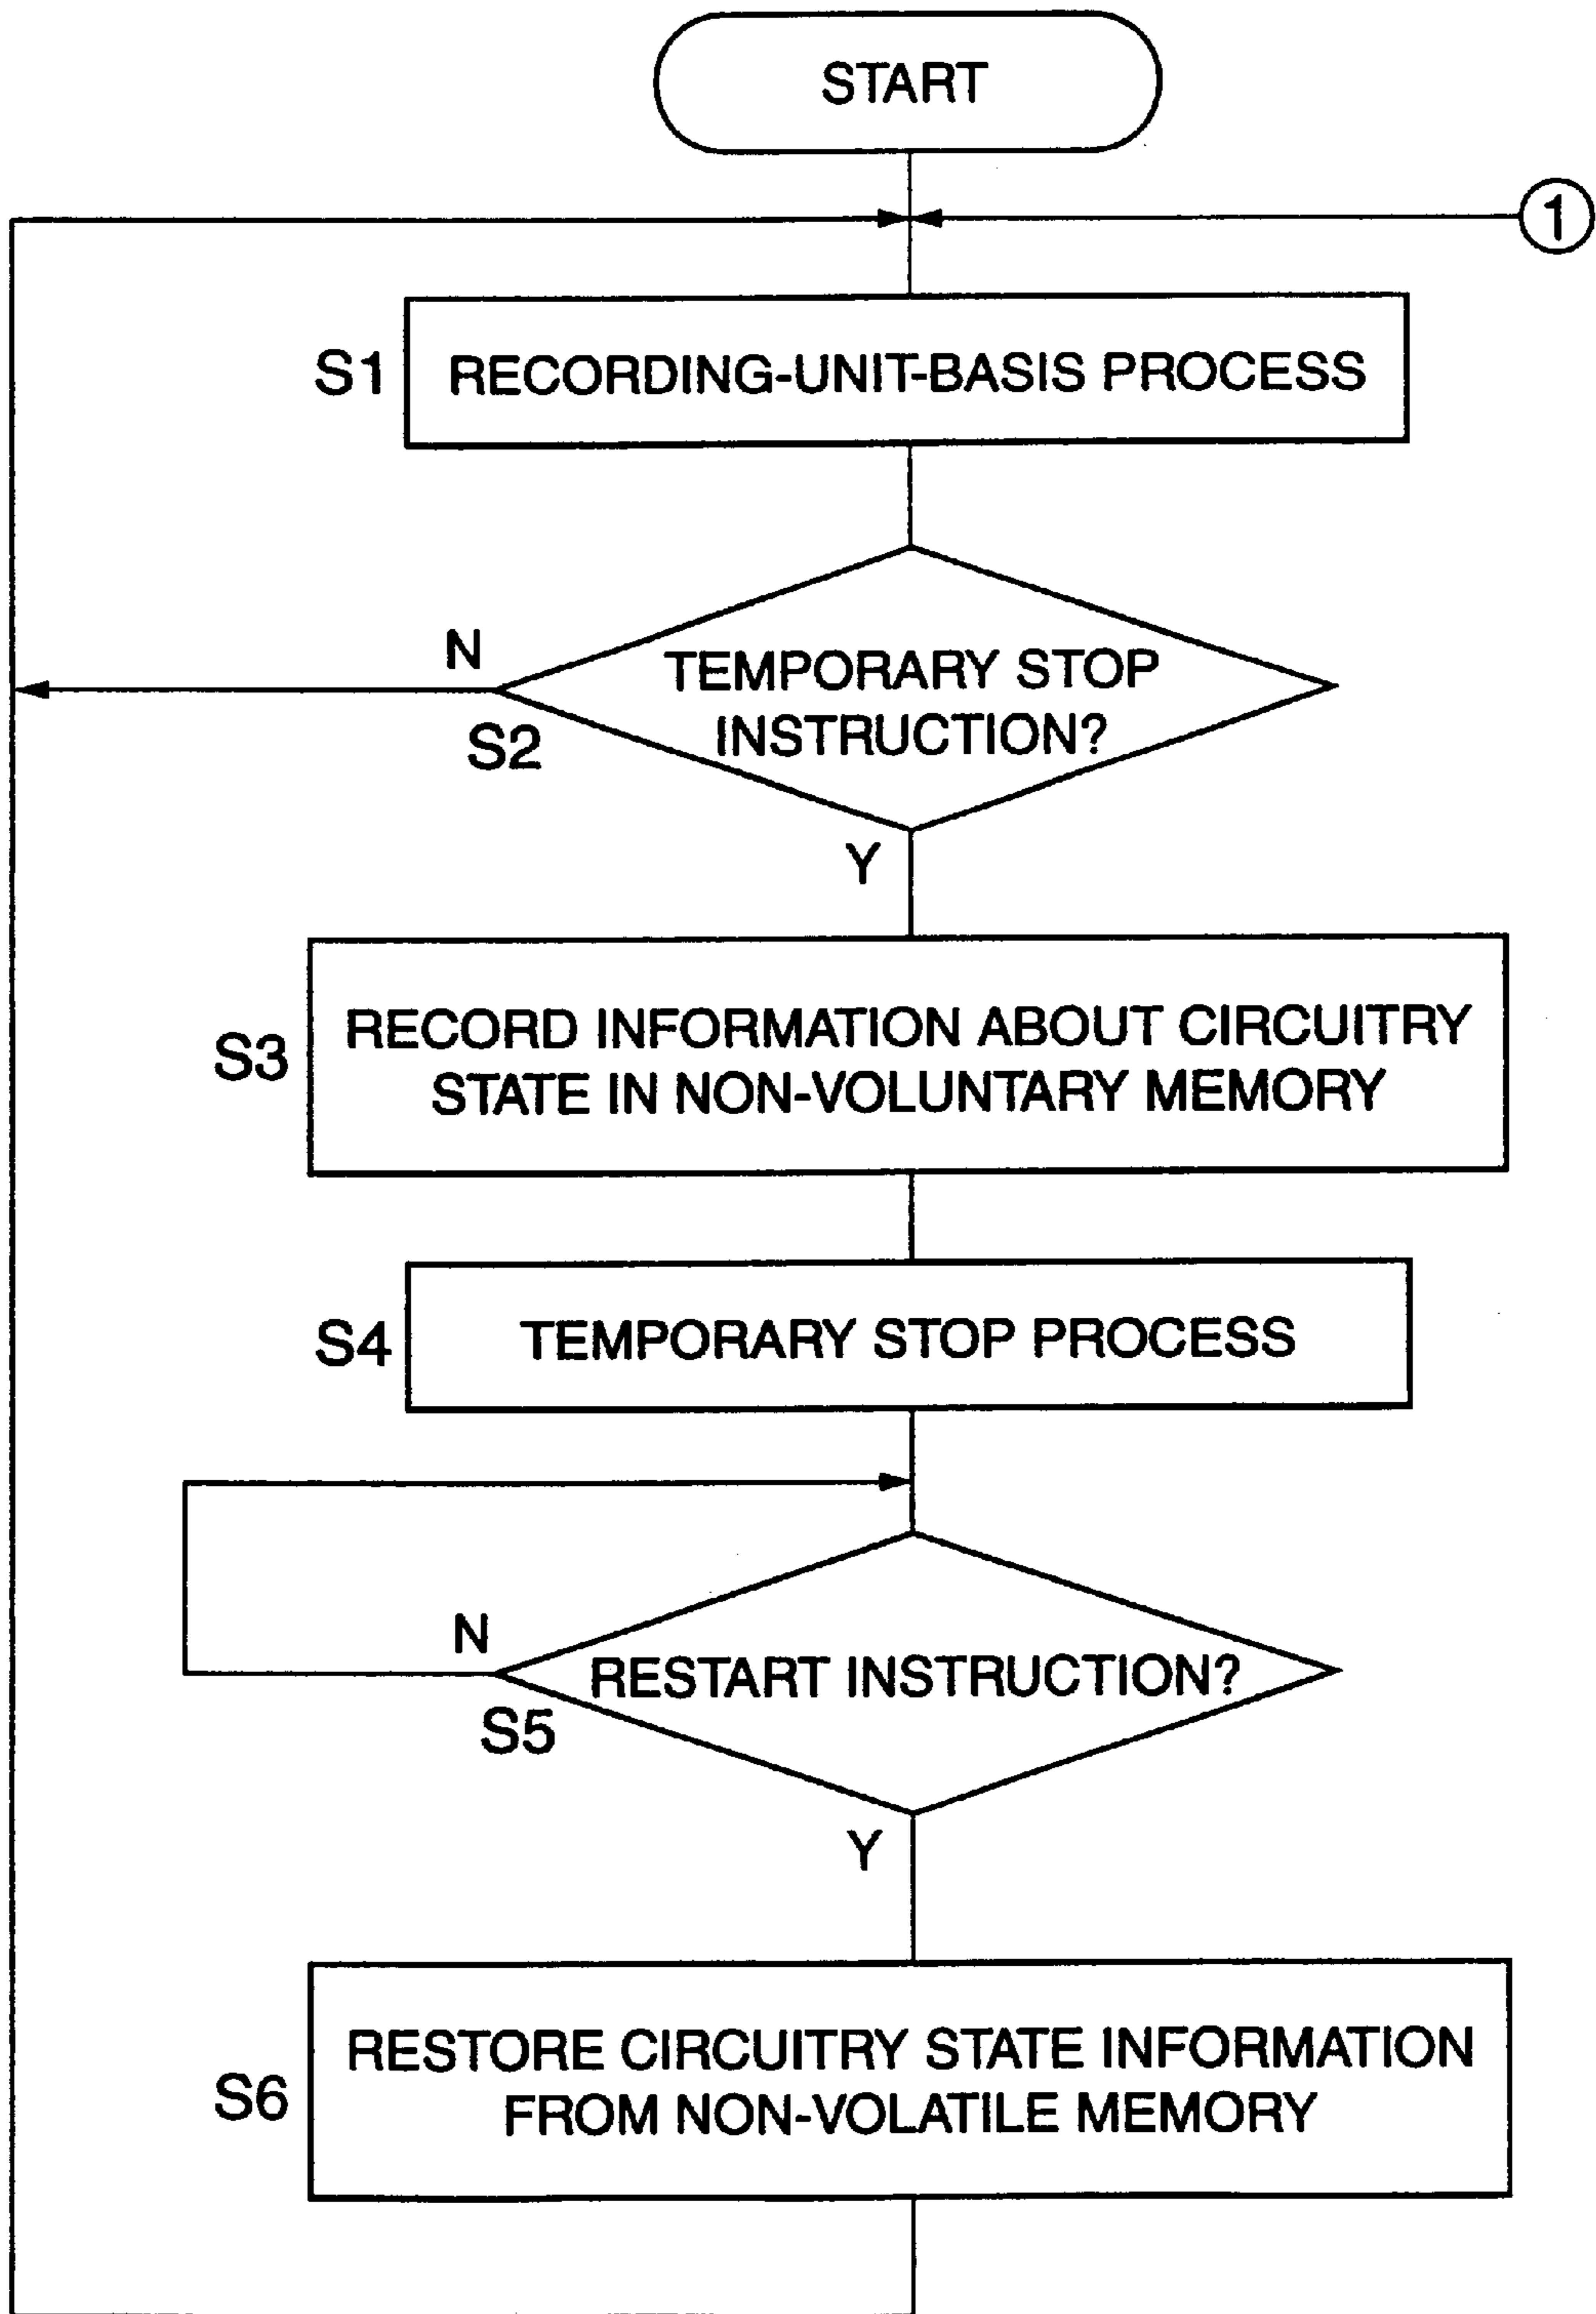 START
1
S1
RECORDING-UNIT-BASIS PROCESS
N
TEMPORARY STOP
INSTRUCTION?
S2
Y
S3
RECORD INFORMATION ABOUT CIRCUITRY
STATE IN NON-VOLUNTARY MEMORY
S4
TEMPORARY STOP PROCESS
N
RESTART INSTRUCTION?
S5
Y
S6
RESTORE CIRCUITRY STATE INFORMATION
FROM NON-VOLATILE MEMORY